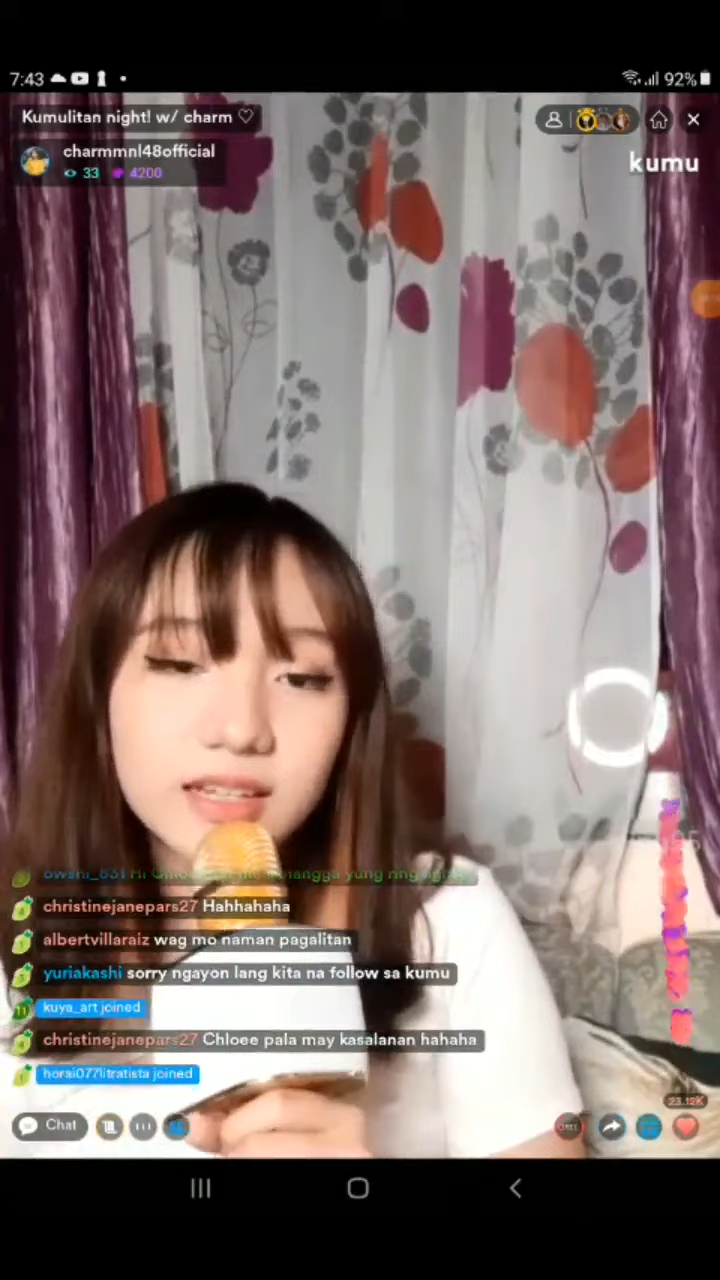 7:43
92%
Kumulitan night! w/ charm ♡
charmmnl48official
33
4200
kumu
christinejanepars27 Hahhahaha
albertvillaraiz wag mo naman pagalitan
yuriakashi sorry ngayon lang kita na follow sa kumu
kuya_art joined
christinejanepars27 Chloee pala may kasalanan hahaha
horai077litratista joined
23.12K
Chat